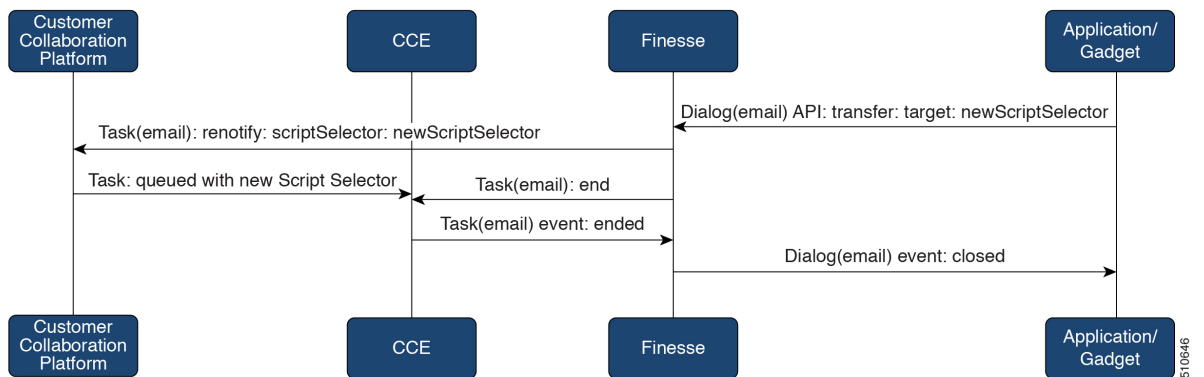 Customer
Collaboration
Platform
CCE
Finesse
Application/
Gadget
Dialog(email) API: transfer: target: newScriptSelector
Task(email): renotify: scriptSelector: newScriptSelector
Task: queued with new Script Selector
Task(email): end
Task(email) event: ended
Dialog(email) event: closed
Customer
Collaboration
Platform
CCE
Finesse
Application/
Gadget
510646